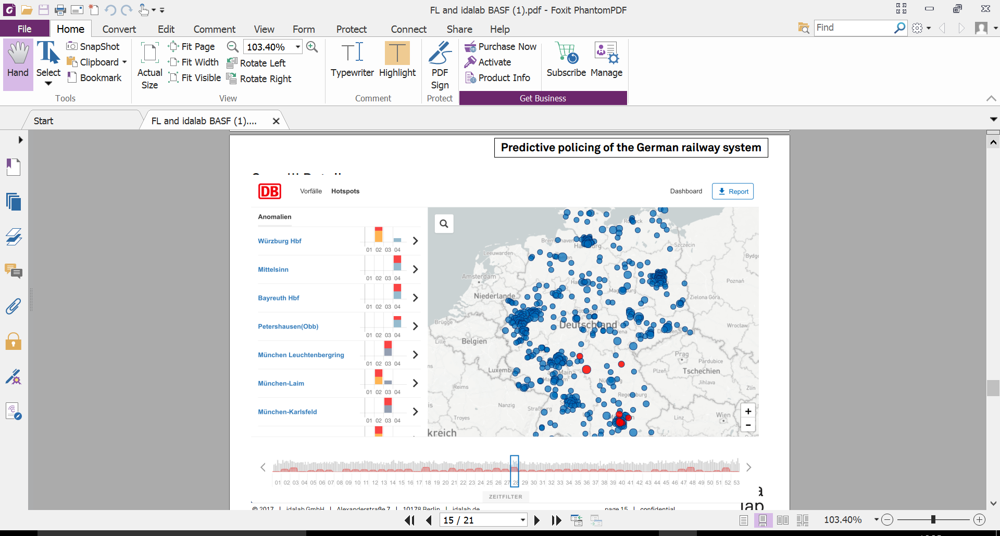 FL and idalab BASF (1).pdf - Foxit PhantomPDF
File Home Convert Edit Comment View Form Protect Connect Share Help Find
Hand Select SnapShot Clipboard Bookmark
Actual Size Fit Page Fit Width Fit Visible 103.40% Rotate Left Rotate Right
Typewriter Highlight PDF Sign Purchase Now Activate Product Info Subscribe Manage
Tools View Comment Protect Get Business
Start FL and idalab BASF (1)....
Predictive policing of the German railway system
DB Vorfälle Hotspots Dashboard Report
Anomalien
Würzburg Hbf
01 02 03 04
Mittelsinn
01 02 03 04
Bayreuth Hbf
01 02 03 04
Petershausen(Obb)
01 02 03 04
München Leuchtenbergring
01 02 03 04
München-Laim
01 02 03 04
München-Karlsfeld
01 02 03 04
Leeuwarden
Szczecin
Amsterdam
Poznań
Niederlande
Zielona Góra
Brügge
Deutschland
Wrocław
Lille
Belgien
Prag
Pardubice
Plzeň
Tschechien
Jihlava
Reims
Zlín
Nanzig
Troyes
Linz
Wien
kreich
+
-
01 02 03 04 05 06 07 08 09 10 11 12 13 14 15 16 17 18 19 20 21 22 23 24 25 26 27 28 29 30 31 32 33 34 35 36 37 38 39 40 41 42 43 44 45 46 47 48 49 50 51 52 53
ZEITFILTER
© 2017 | idalab GmbH | Alexanderstraße 7 | 10178 Berlin | idalab.de page 15 | confidential
15 / 21 103.40%